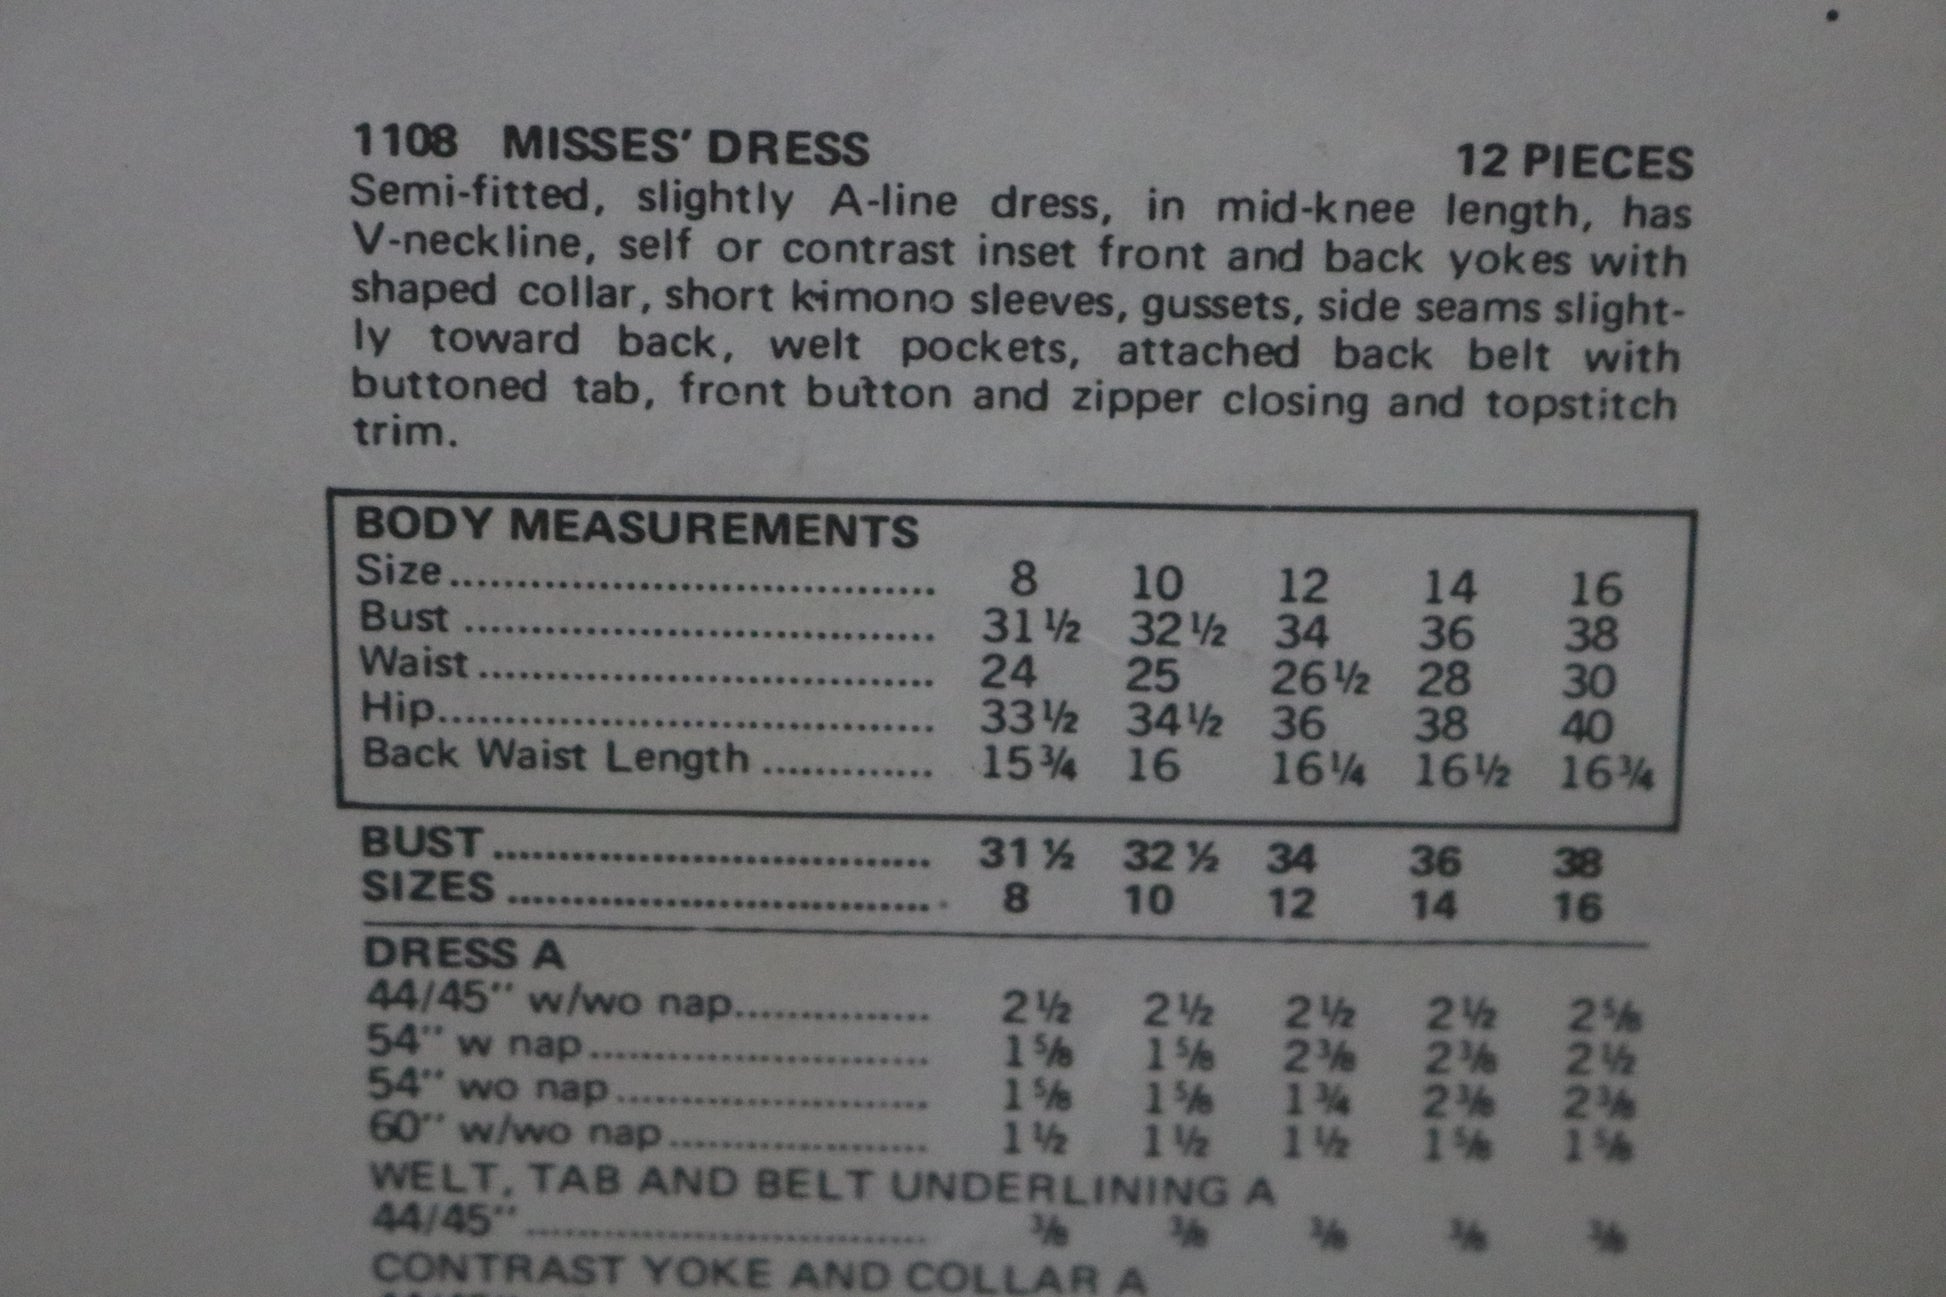 1108 MISSES' DRESS 12 PIECES
Semi-fitted, slightly A-line dress, in mid-knee length, has
V-neckline, self or contrast inset front and back yokes with
shaped collar, short kimono sleeves, gussets, side seams slight-
ly toward back, welt pockets, attached back belt with
buttoned tab, front button and zipper closing and topstitch
trim.
BODY MEASUREMENTS
Size.................................... 8 10 12 14 16
Bust ................................... 31½ 32½ 34 36 38
Waist .................................. 24 25 26½ 28 30
Hip..................................... 33½ 34½ 36 38 40
Back Waist Length ............. 15¾ 16 16¼ 16½ 16¾
BUST ................................. 31½ 32½ 34 36 38
SIZES ................................ 8 10 12 14 16
DRESS A
44/45" w/wo nap............... 2½ 2½ 2½ 2½ 2⅝
54" w nap.......................... 1⅝ 1⅝ 2⅜ 2⅜ 2½
54" wo nap........................ 1⅝ 1⅝ 1¾ 2⅜ 2⅜
60" w/wo nap.................... 1½ 1½ 1½ 1⅝ 1⅝
WELT, TAB AND BELT UNDERLINING A
44/45" .............................. ⅜ ⅜ ⅜ ⅜ ⅜
CONTRAST YOKE AND COLLAR A